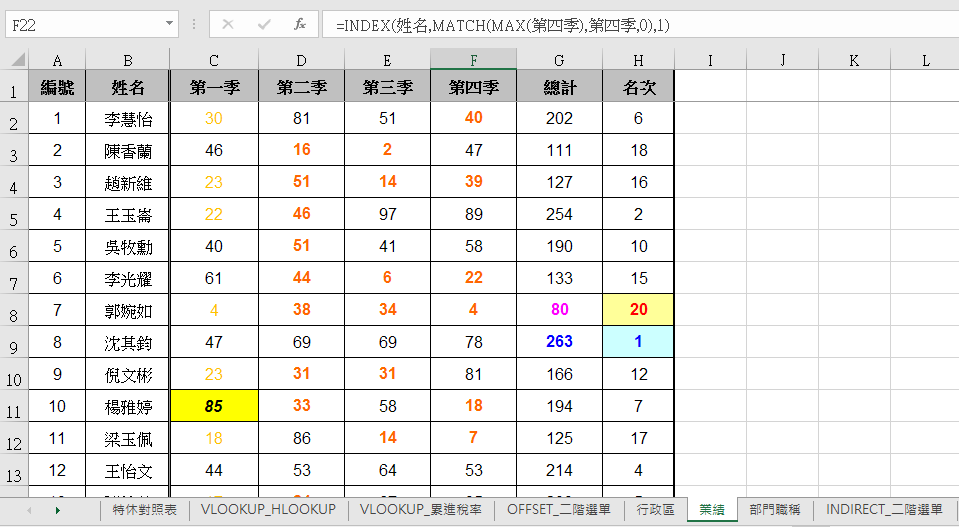 F22 fx =INDEX(姓名,MATCH(MAX(第四季),第四季,0),1)
A B C D E F G H I J K L
1 編號 姓名 第一季 第二季 第三季 第四季 總計 名次
2 1 李慧怡 30 81 51 40 202 6
3 2 陳香蘭 46 16 2 47 111 18
4 3 趙新維 23 51 14 39 127 16
5 4 王玉崙 22 46 97 89 254 2
6 5 吳牧勳 40 51 41 58 190 10
7 6 李光耀 61 44 6 22 133 15
8 7 郭婉如 4 38 34 4 80 20
9 8 沈其鈞 47 69 69 78 263 1
10 9 倪文彬 23 31 31 81 166 12
11 10 楊雅婷 85 33 58 18 194 7
12 11 梁玉佩 18 86 14 7 125 17
13 12 王怡文 44 53 64 53 214 4
特休對照表 VLOOKUP_HLOOKUP VLOOKUP_累進稅率 OFFSET_二階選單 行政區 業績 部門職稱 INDIRECT_二階選單